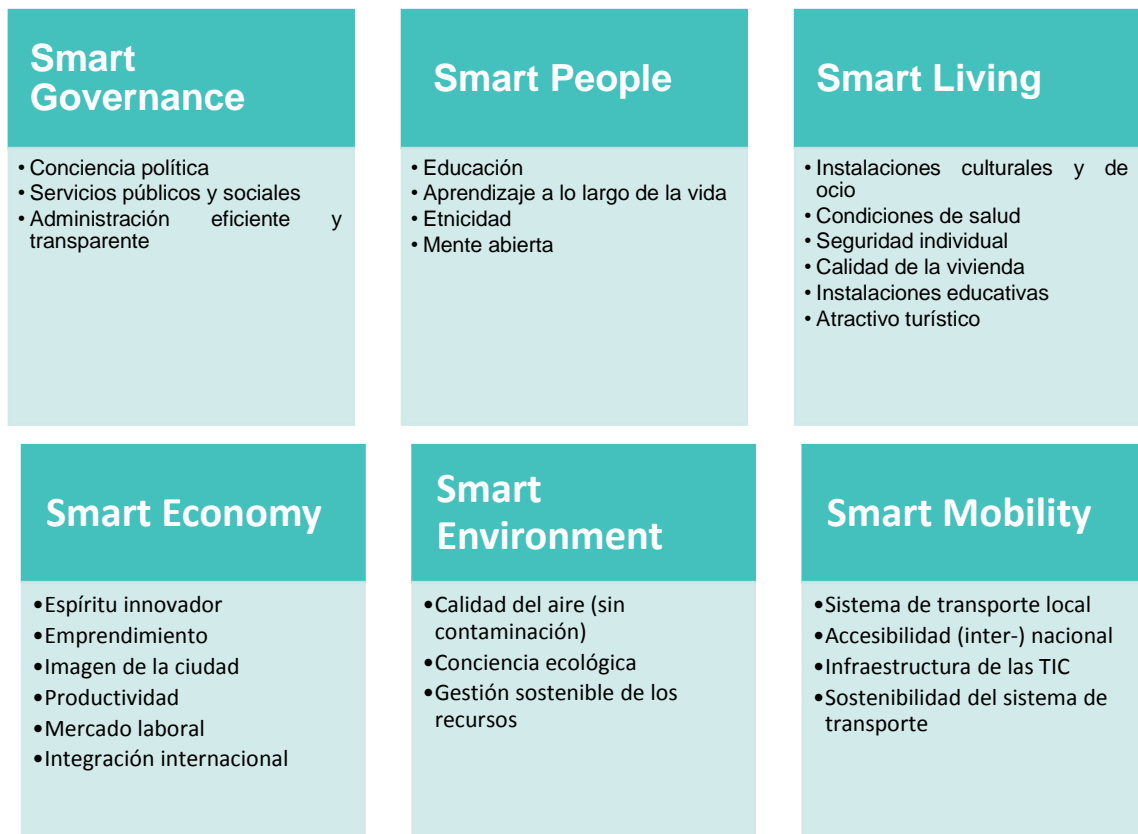 Smart
Governance
• Conciencia política
• Servicios públicos y sociales
• Administración eficiente y
transparente
Smart People
• Educación
• Aprendizaje a lo largo de la vida
• Etnicidad
• Mente abierta
Smart Living
• Instalaciones culturales y de
ocio
• Condiciones de salud
• Seguridad individual
• Calidad de la vivienda
• Instalaciones educativas
• Atractivo turístico
Smart Economy
•Espíritu innovador
•Emprendimiento
•Imagen de la ciudad
•Productividad
•Mercado laboral
•Integración internacional
Smart
Environment
•Calidad del aire (sin
contaminación)
•Conciencia ecológica
•Gestión sostenible de los
recursos
Smart Mobility
•Sistema de transporte local
•Accesibilidad (inter-) nacional
•Infraestructura de las TIC
•Sostenibilidad del sistema de
transporte